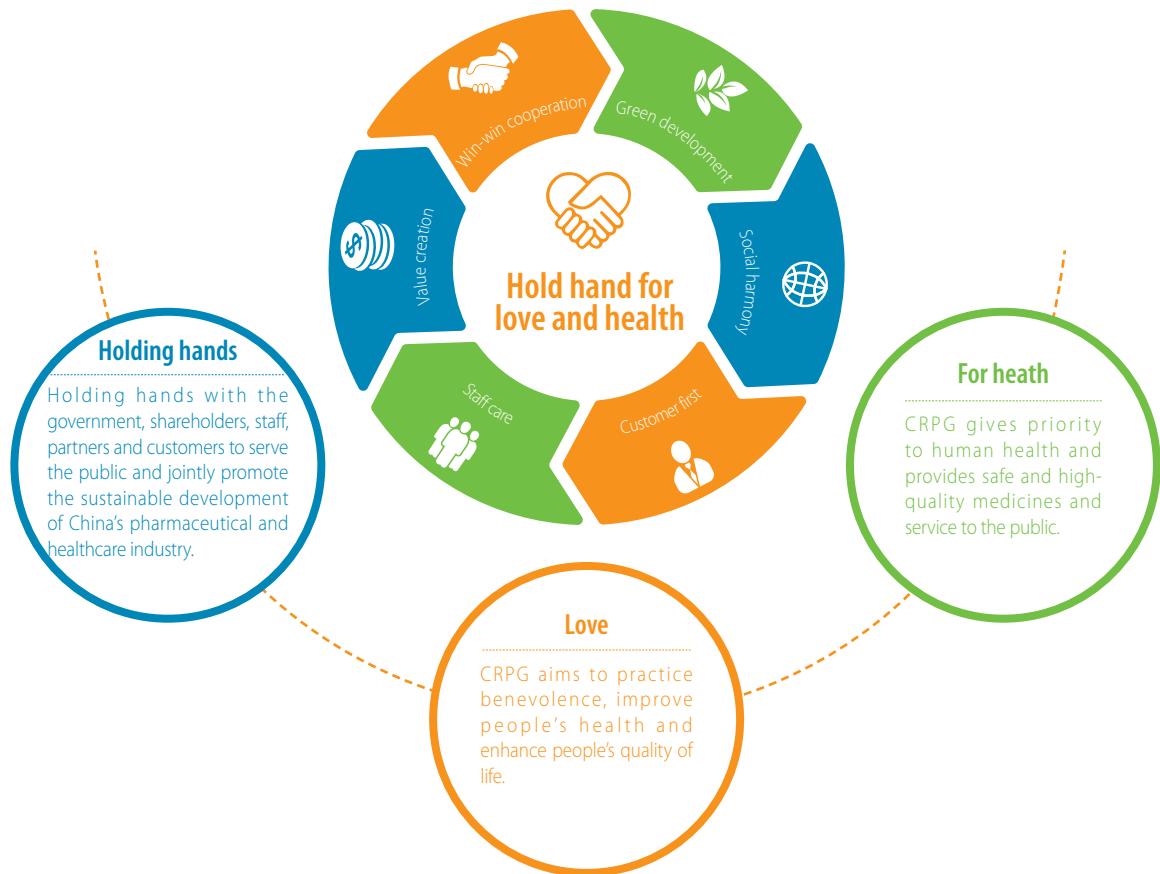 Win-win cooperation
Green development
Value creation
Social harmony
Hold hand for
love and health
$
Staff care
Customer first
Holding hands
Holding hands with the
government, shareholders, staff,
partners and customers to serve
the public and jointly promote
the sustainable development
of China's pharmaceutical and
healthcare industry.
For heath
CRPG gives priority
to human health and
provides safe and high-
quality medicines and
service to the public.
Love
CRPG aims to practice
benevolence, improve
people's health and
enhance people's quality of
life.